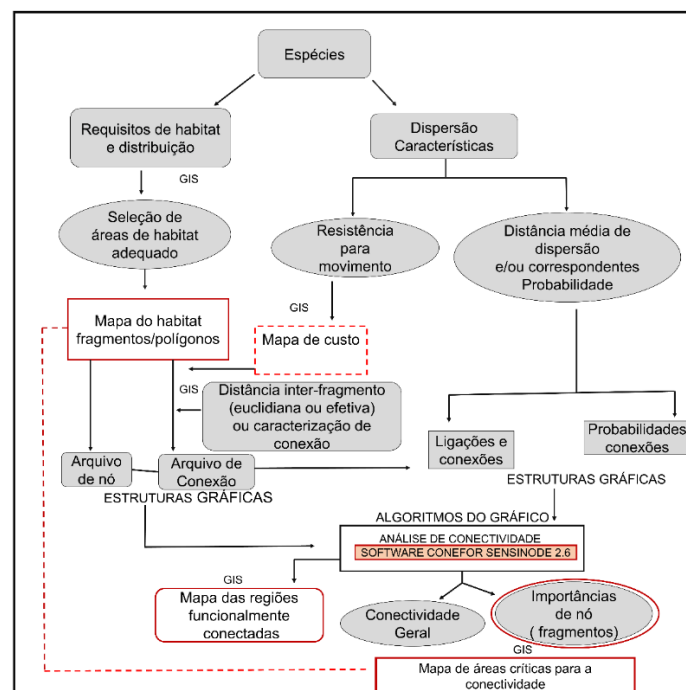 Espécies
Requisitos de habitat
e distribuição
Dispersão
Características
GIS
Seleção de
áreas de habitat
adequado
Resistência
para
movimento
Distância média de
dispersão
e/ou correspondentes
Probabilidade
GIS
Mapa do habitat
fragmentos/polígonos
Mapa de custo
GIS
Distância inter-fragmento
(euclidiana ou efetiva)
ou caracterização de
conexão
Ligações e
conexões
Probabilidades
conexões
Arquivo
de nó
Arquivo de
Conexão
ESTRUTURAS GRÁFICAS
ESTRUTURAS GRÁFICAS
ALGORITMOS DO GRÁFICO
ANÁLISE DE CONECTIVIDADE
SOFTWARE CONEFOR SENSINODE 2.6
GIS
Mapa das regiões
funcionalmente
conectadas
Conectividade
Geral
Importâncias
de nó
( fragmentos)
GIS
Mapa de áreas críticas para a
conectividade